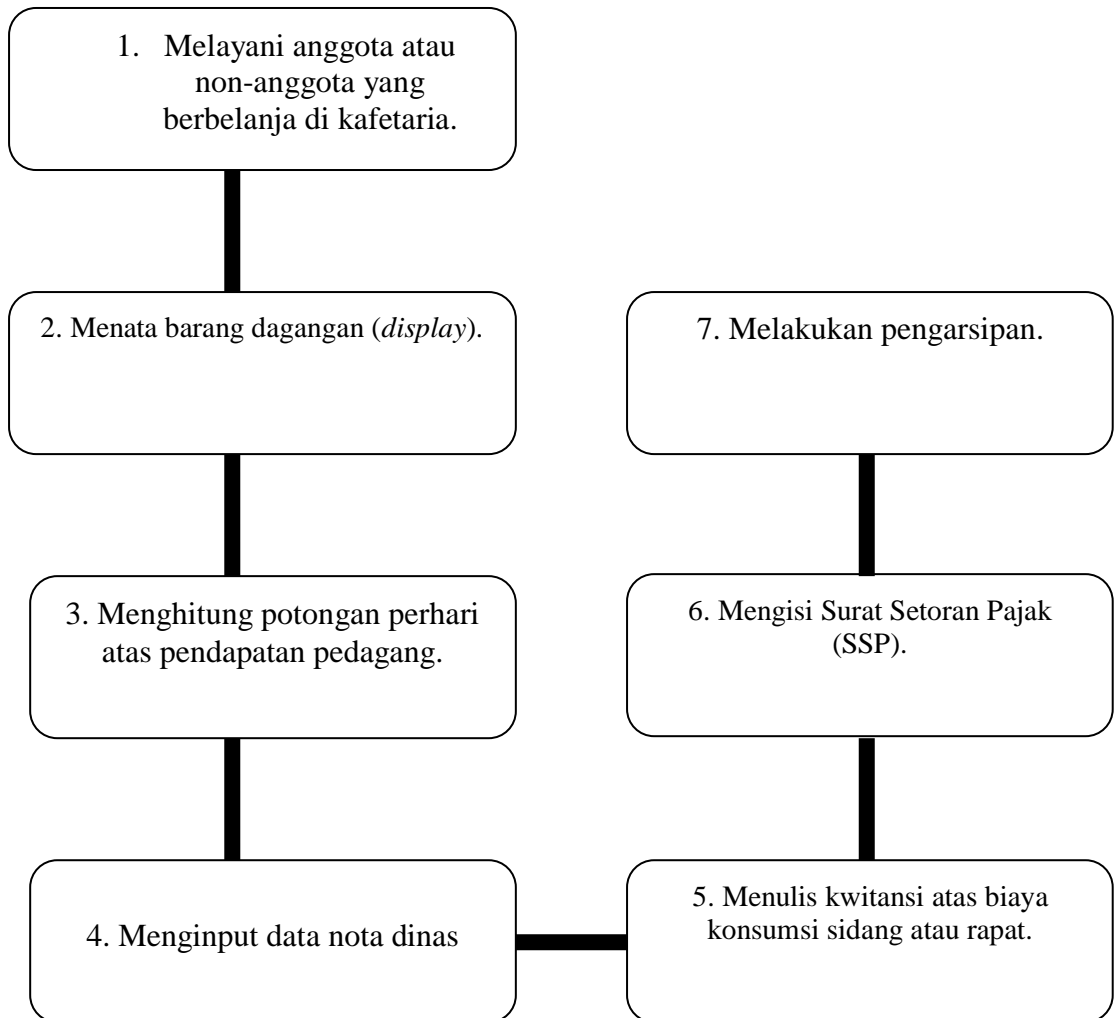 1. Melayani anggota atau
non-anggota yang
berbelanja di kafetaria.
2. Menata barang dagangan (display).
3. Menghitung potongan perhari
atas pendapatan pedagang.
4. Menginput data nota dinas
5. Menulis kwitansi atas biaya
konsumsi sidang atau rapat.
6. Mengisi Surat Setoran Pajak
(SSP).
7. Melakukan pengarsipan.